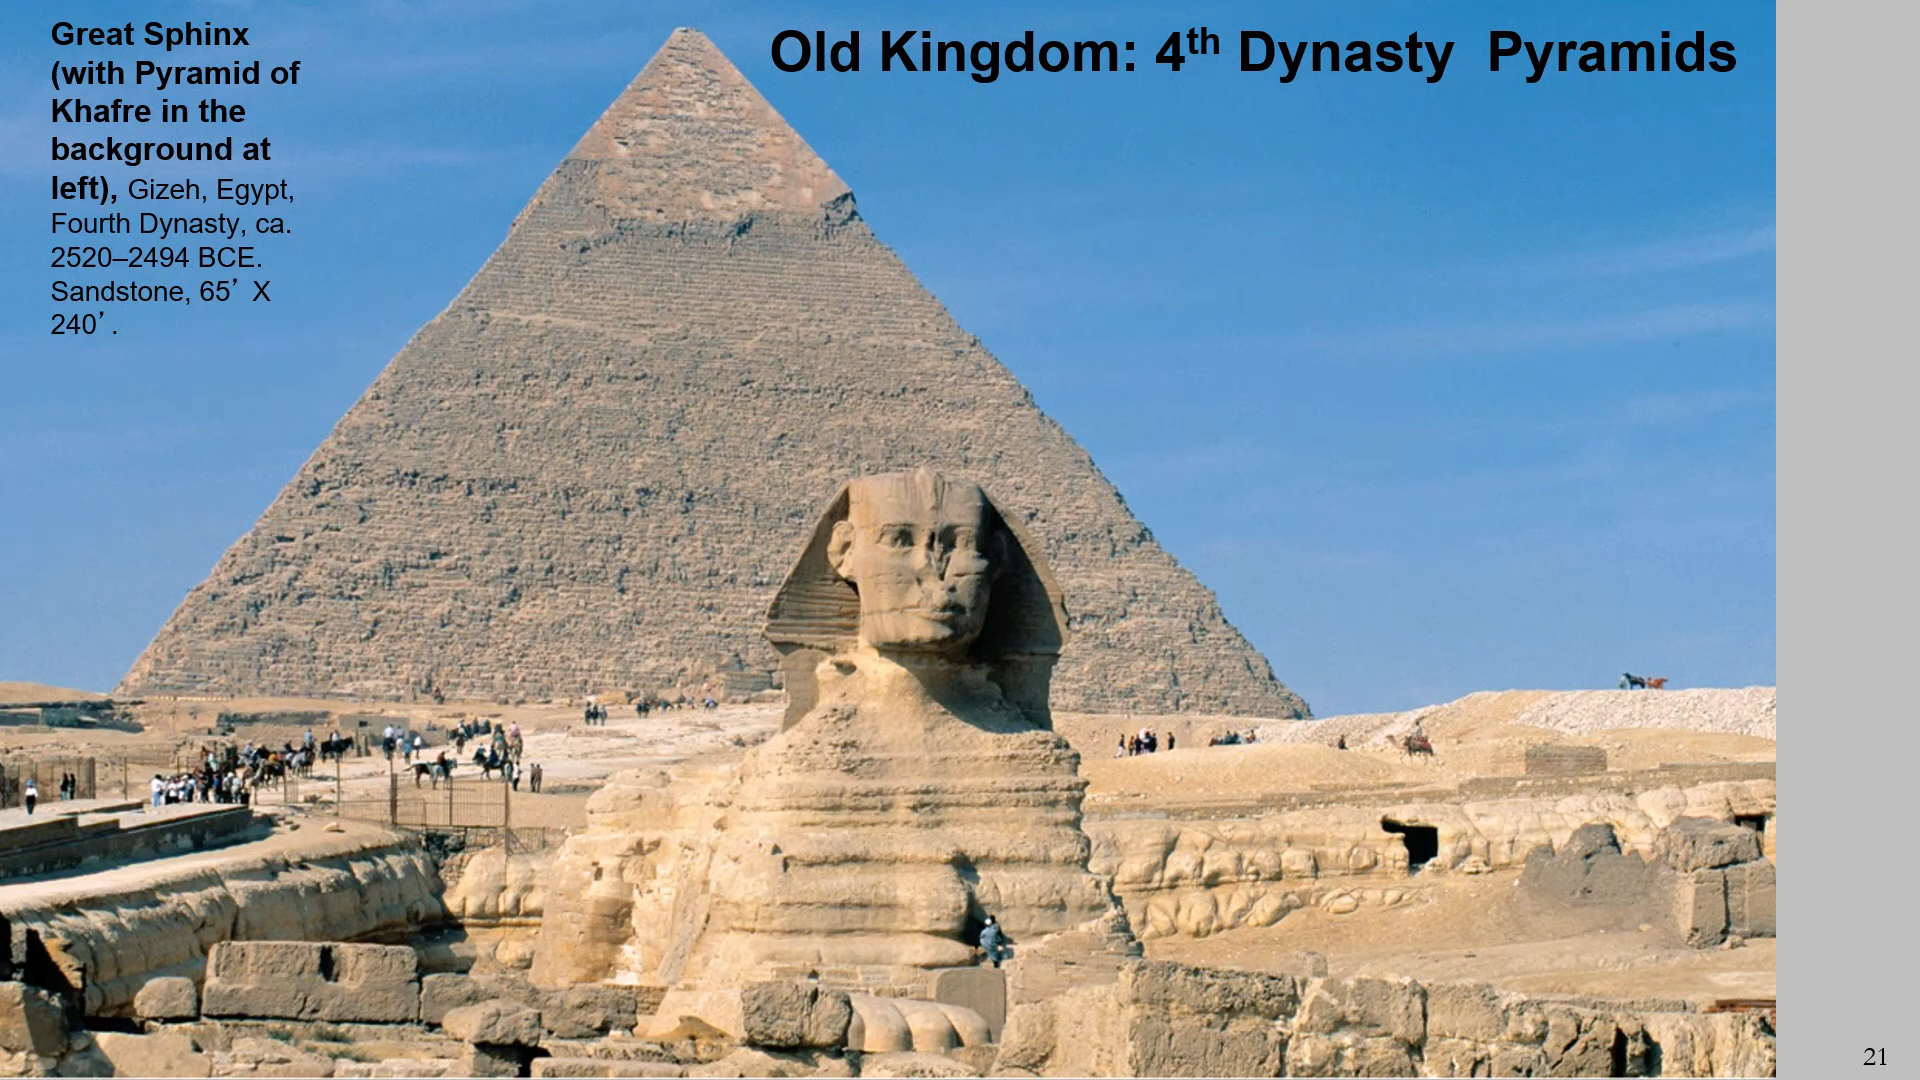 Great Sphinx
(with Pyramid of
Khafre in the
background at
left), Gizeh, Egypt,
Fourth Dynasty, ca.
2520–2494 BCE.
Sandstone, 65’ X
240’.
Old Kingdom: 4th Dynasty  Pyramids
21